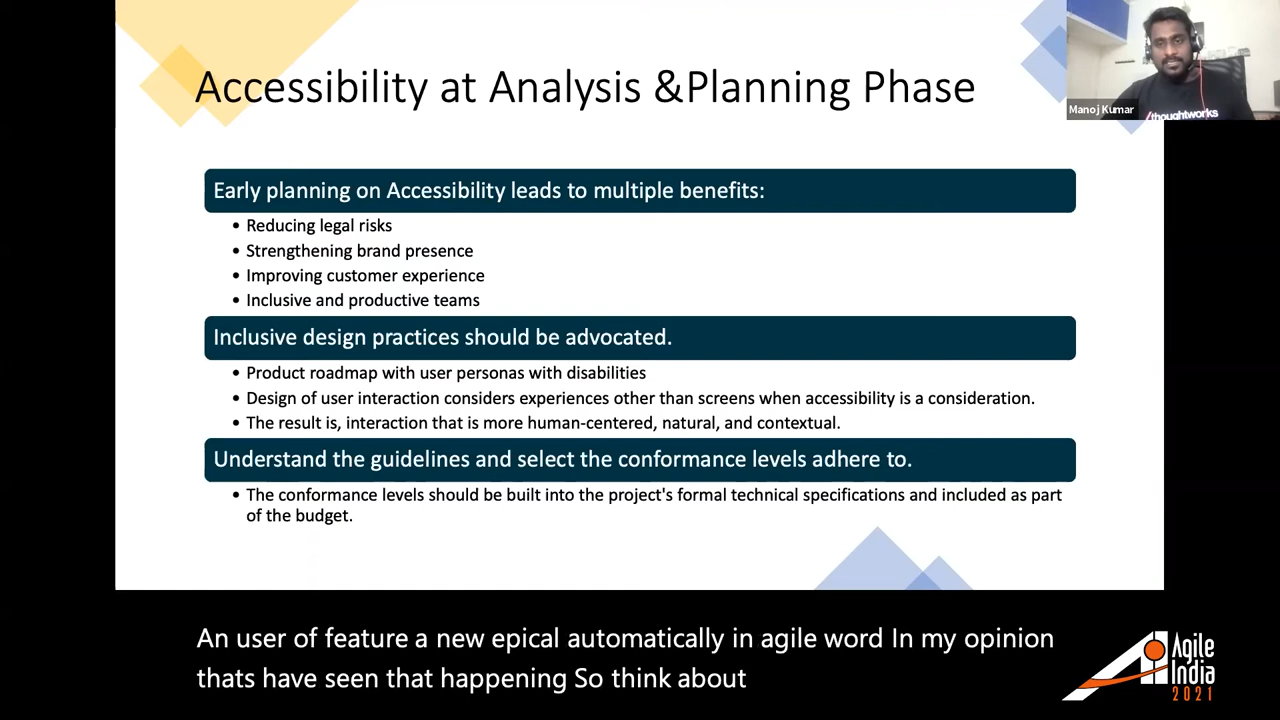 Accessibility at Analysis &Planning Phase
Manoj Kumar
/thoughtworks
Early planning on Accessibility leads to multiple benefits:
• Reducing legal risks
• Strengthening brand presence
• Improving customer experience
• Inclusive and productive teams
Inclusive design practices should be advocated.
• Product roadmap with user personas with disabilities
• Design of user interaction considers experiences other than screens when accessibility is a consideration.
• The result is, interaction that is more human-centered, natural, and contextual.
Understand the guidelines and select the conformance levels adhere to.
• The conformance levels should be built into the project's formal technical specifications and included as part
of the budget.
An user of feature a new epical automatically in agile word In my opinion
thats have seen that happening So think about
Agile
India
2021